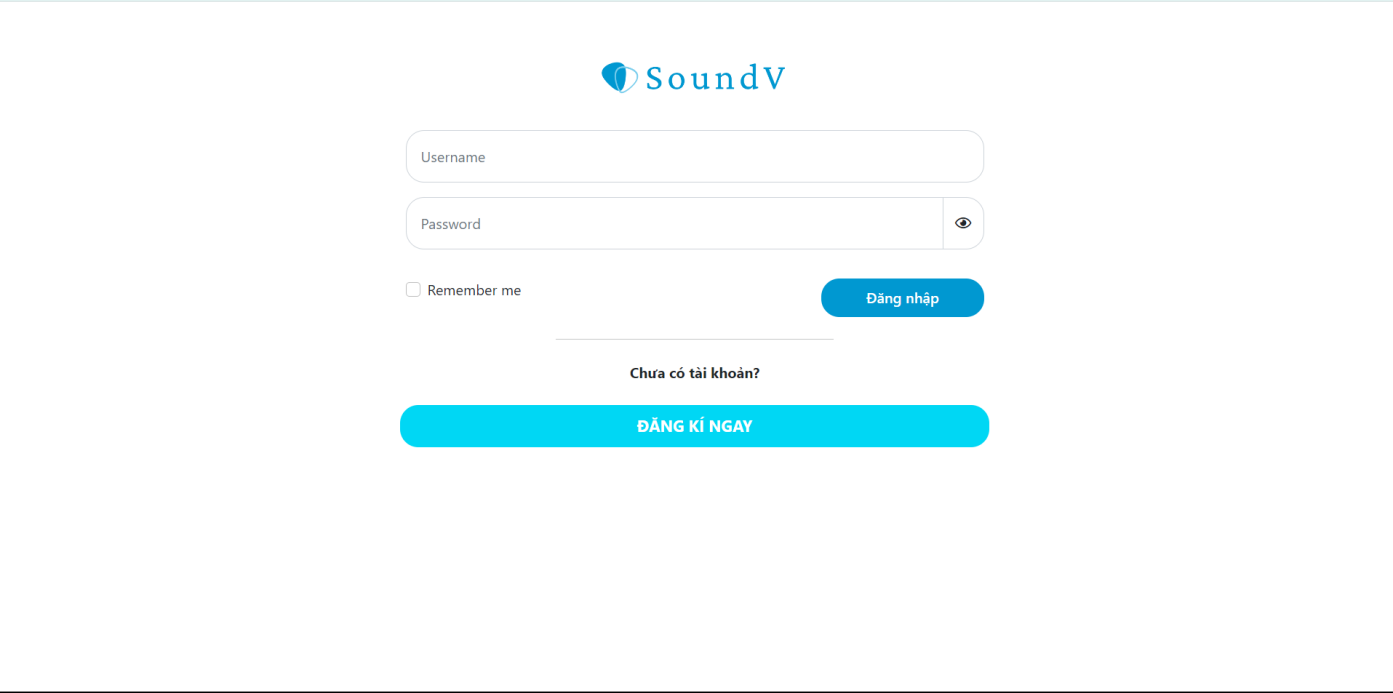 SoundV
Username
Password
Remember me
Đăng nhập
Chưa có tài khoản?
ĐĂNG KÍ NGAY